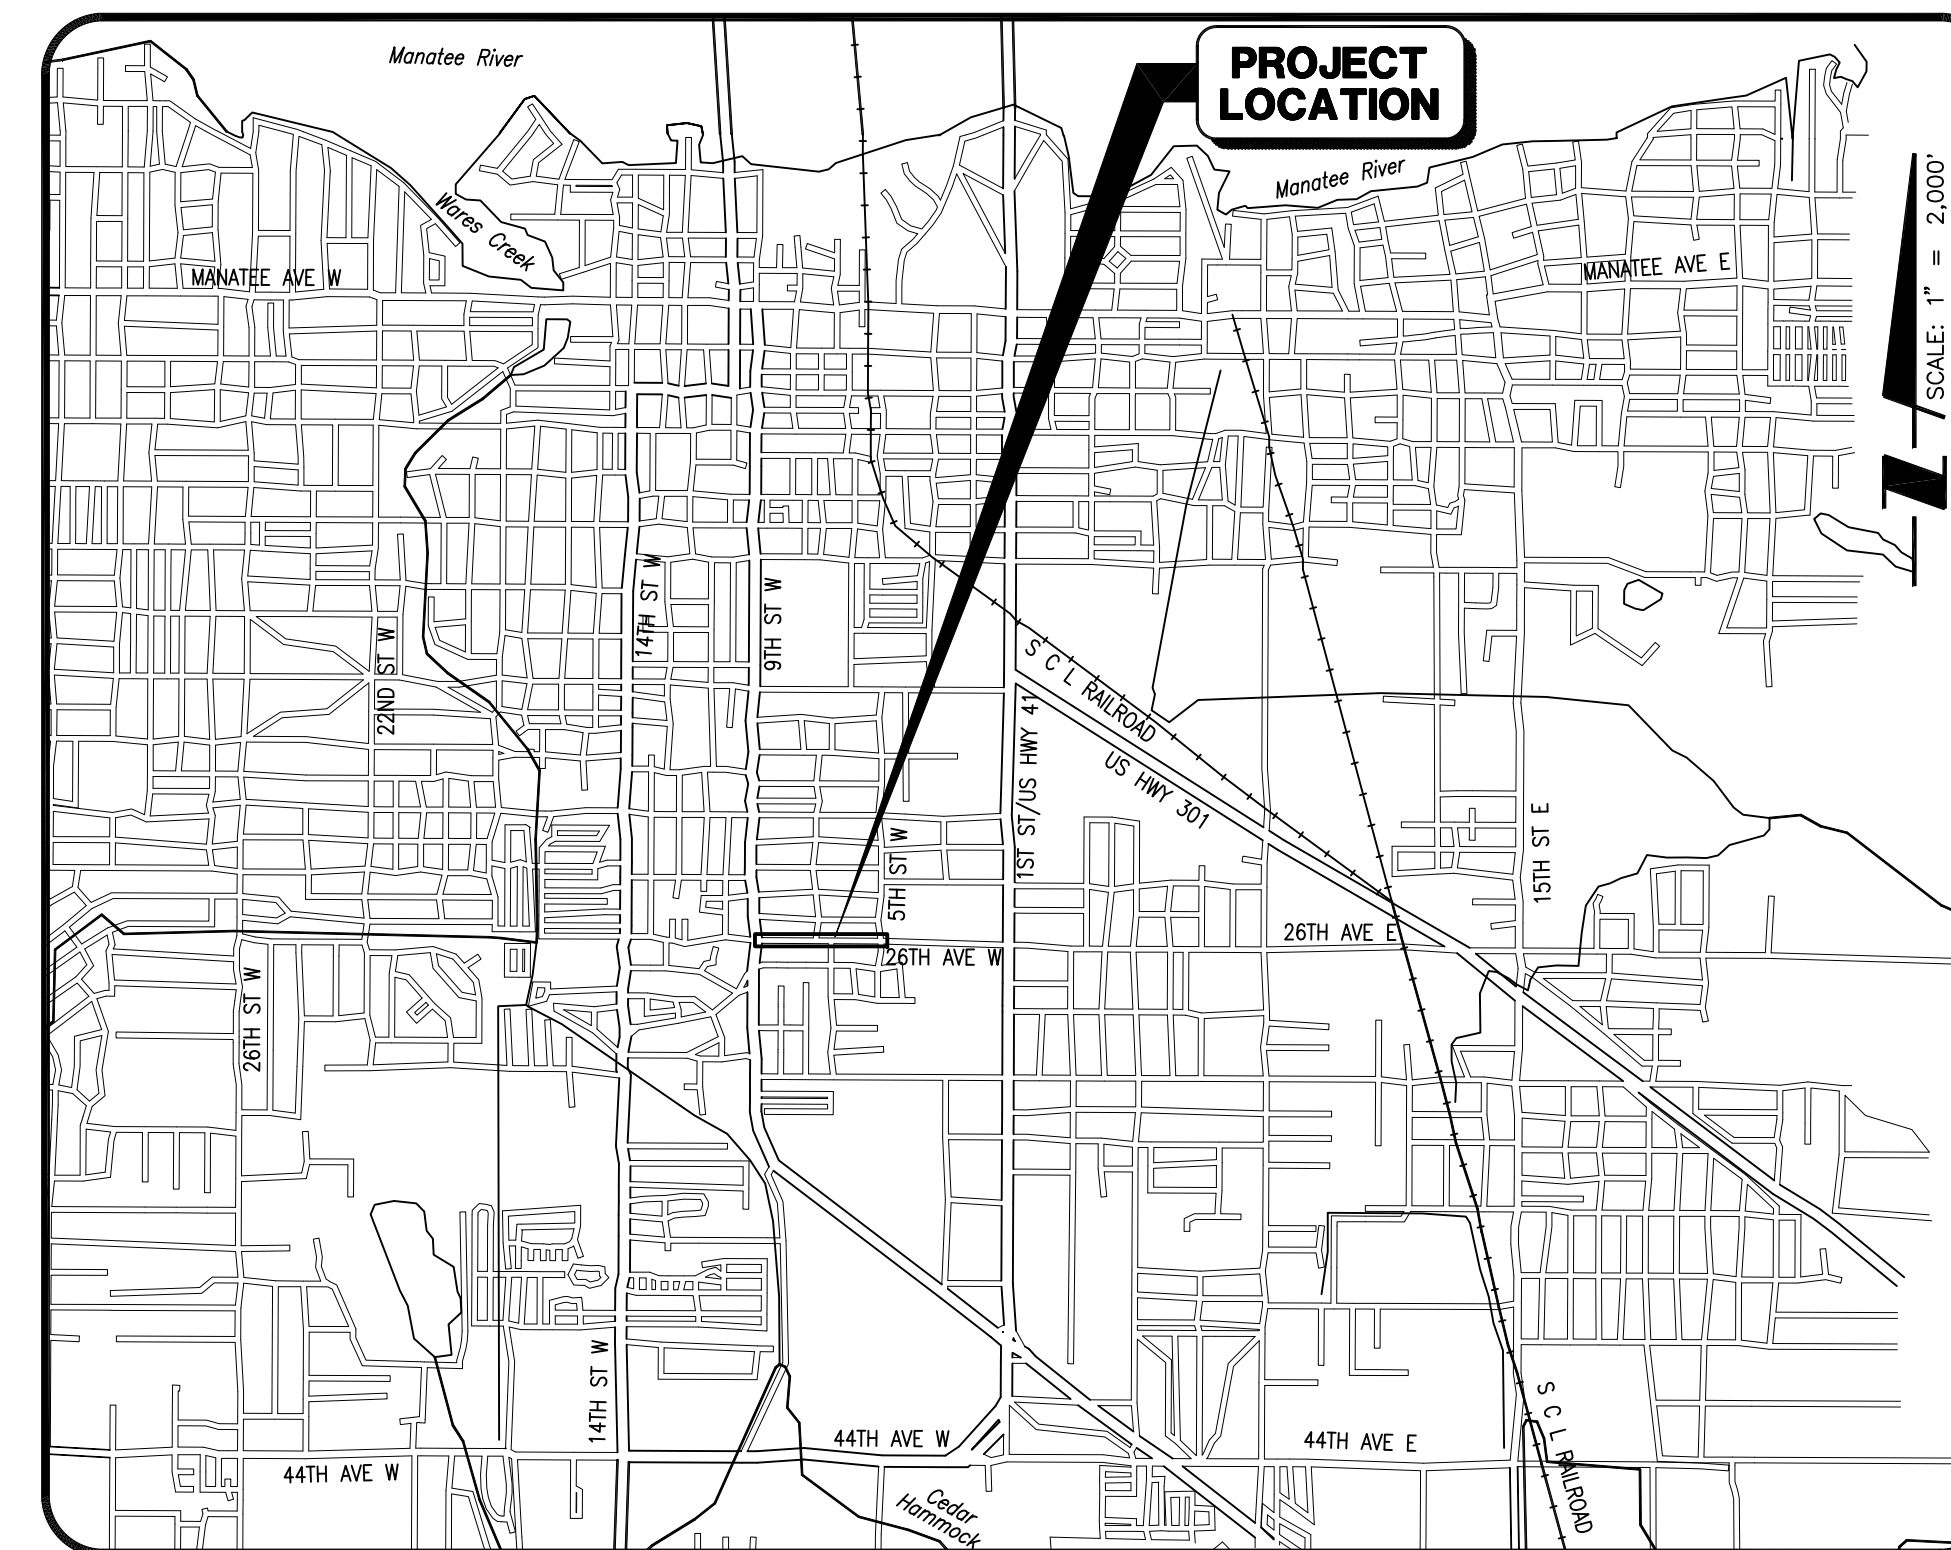 Manatee River
PROJECT
LOCATION
Manatee River
SCALE: 1" = 2,000'
Wares Creek
MANATEE AVE W
MANATEE AVE E
N
14TH ST W
9TH ST W
22ND ST W
S C L RAILROAD
1ST ST/US HWY 41
US HWY 301
5TH ST W
15TH ST E
26TH AVE W
26TH AVE E
26TH ST W
14TH ST W
44TH AVE W
44TH AVE W
44TH AVE E
S C L RAILROAD
Cedar
Hammock